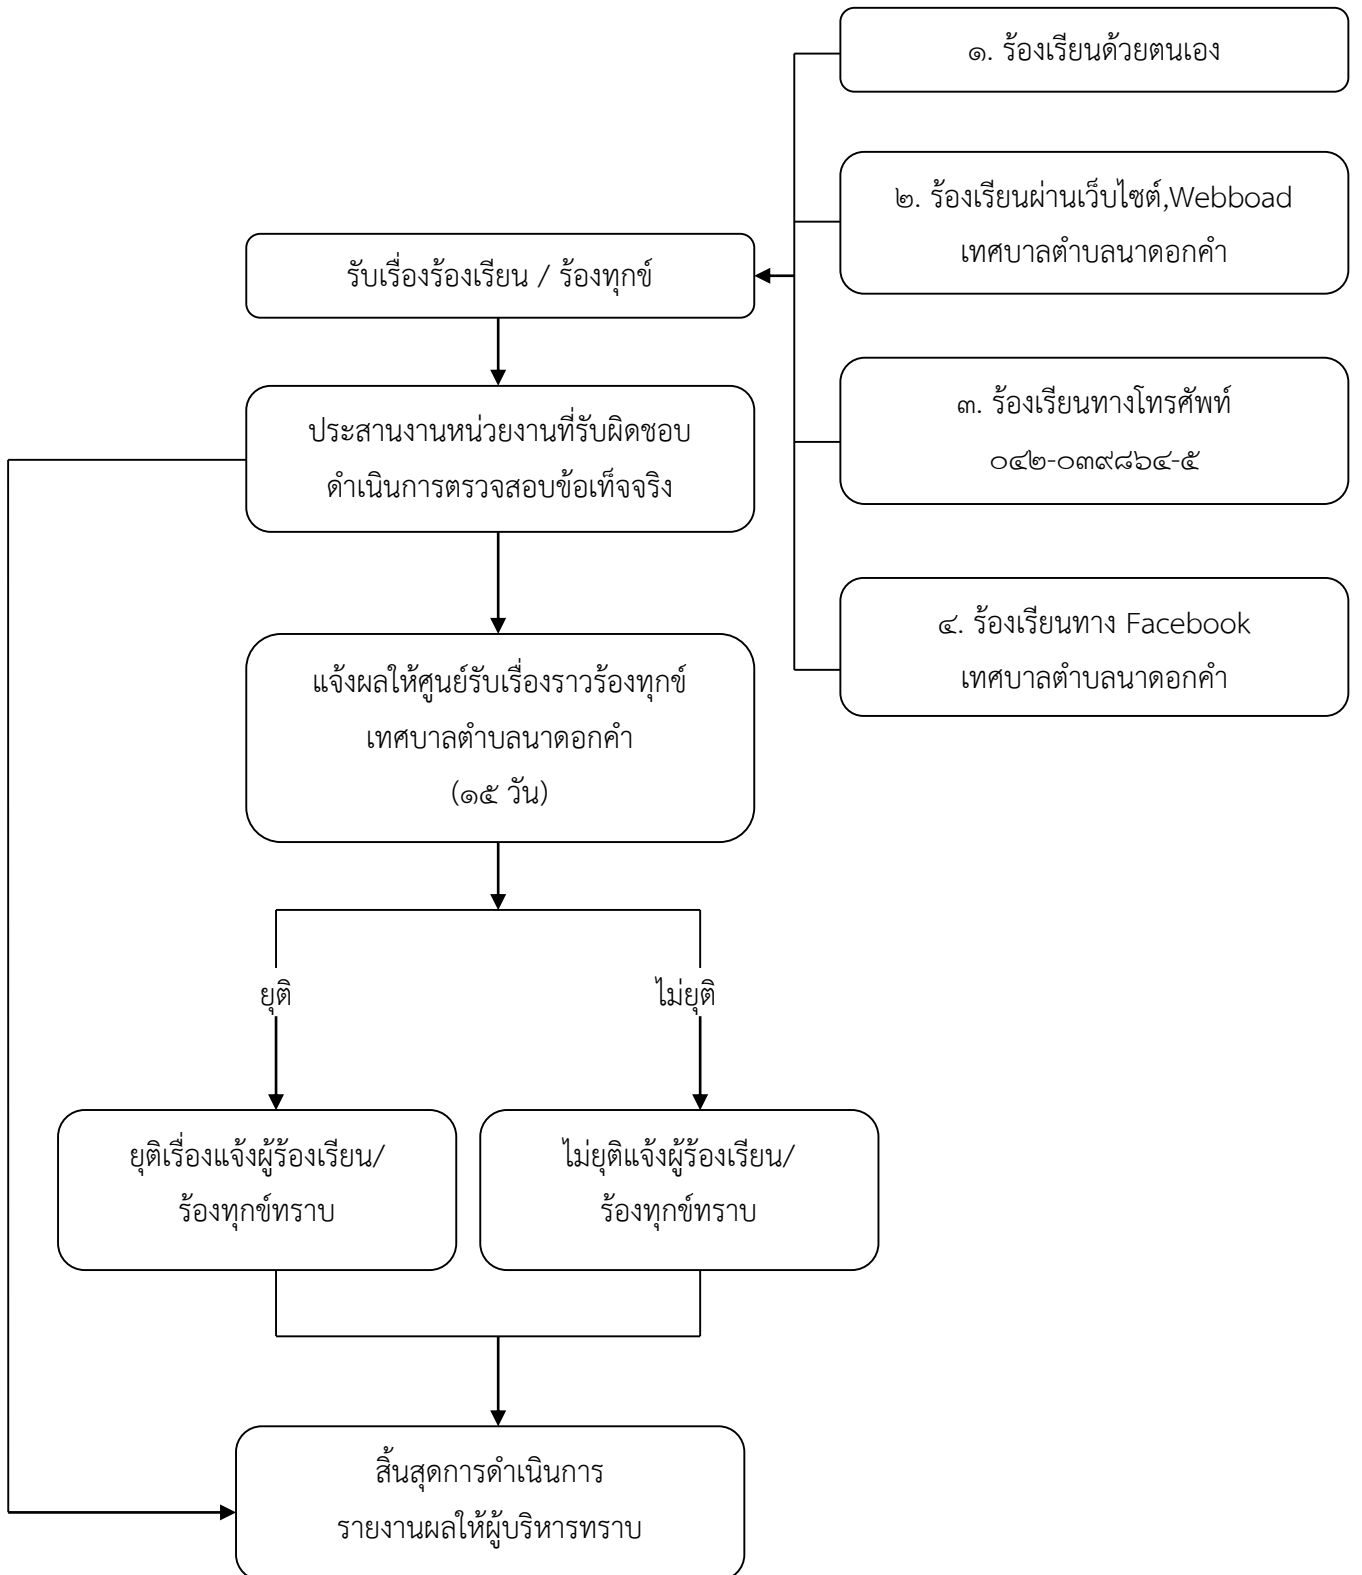 ๑. ร้องเรียนด้วยตนเอง
๒. ร้องเรียนผ่านเว็บไซต์,Webboad
เทศบาลตำบลนาดอกคำ
๓. ร้องเรียนทางโทรศัพท์
๐๔๒-๐๓๙๘๖๔-๕
๔. ร้องเรียนทาง Facebook
เทศบาลตำบลนาดอกคำ
รับเรื่องร้องเรียน / ร้องทุกข์
ประสานงานหน่วยงานที่รับผิดชอบ
ดำเนินการตรวจสอบข้อเท็จจริง
แจ้งผลให้ศูนย์รับเรื่องราวร้องทุกข์
เทศบาลตำบลนาดอกคำ
(๑๕ วัน)
ยุติ
ไม่ยุติ
ยุติเรื่องแจ้งผู้ร้องเรียน/
ร้องทุกข์ทราบ
ไม่ยุติแจ้งผู้ร้องเรียน/
ร้องทุกข์ทราบ
สิ้นสุดการดำเนินการ
รายงานผลให้ผู้บริหารทราบ